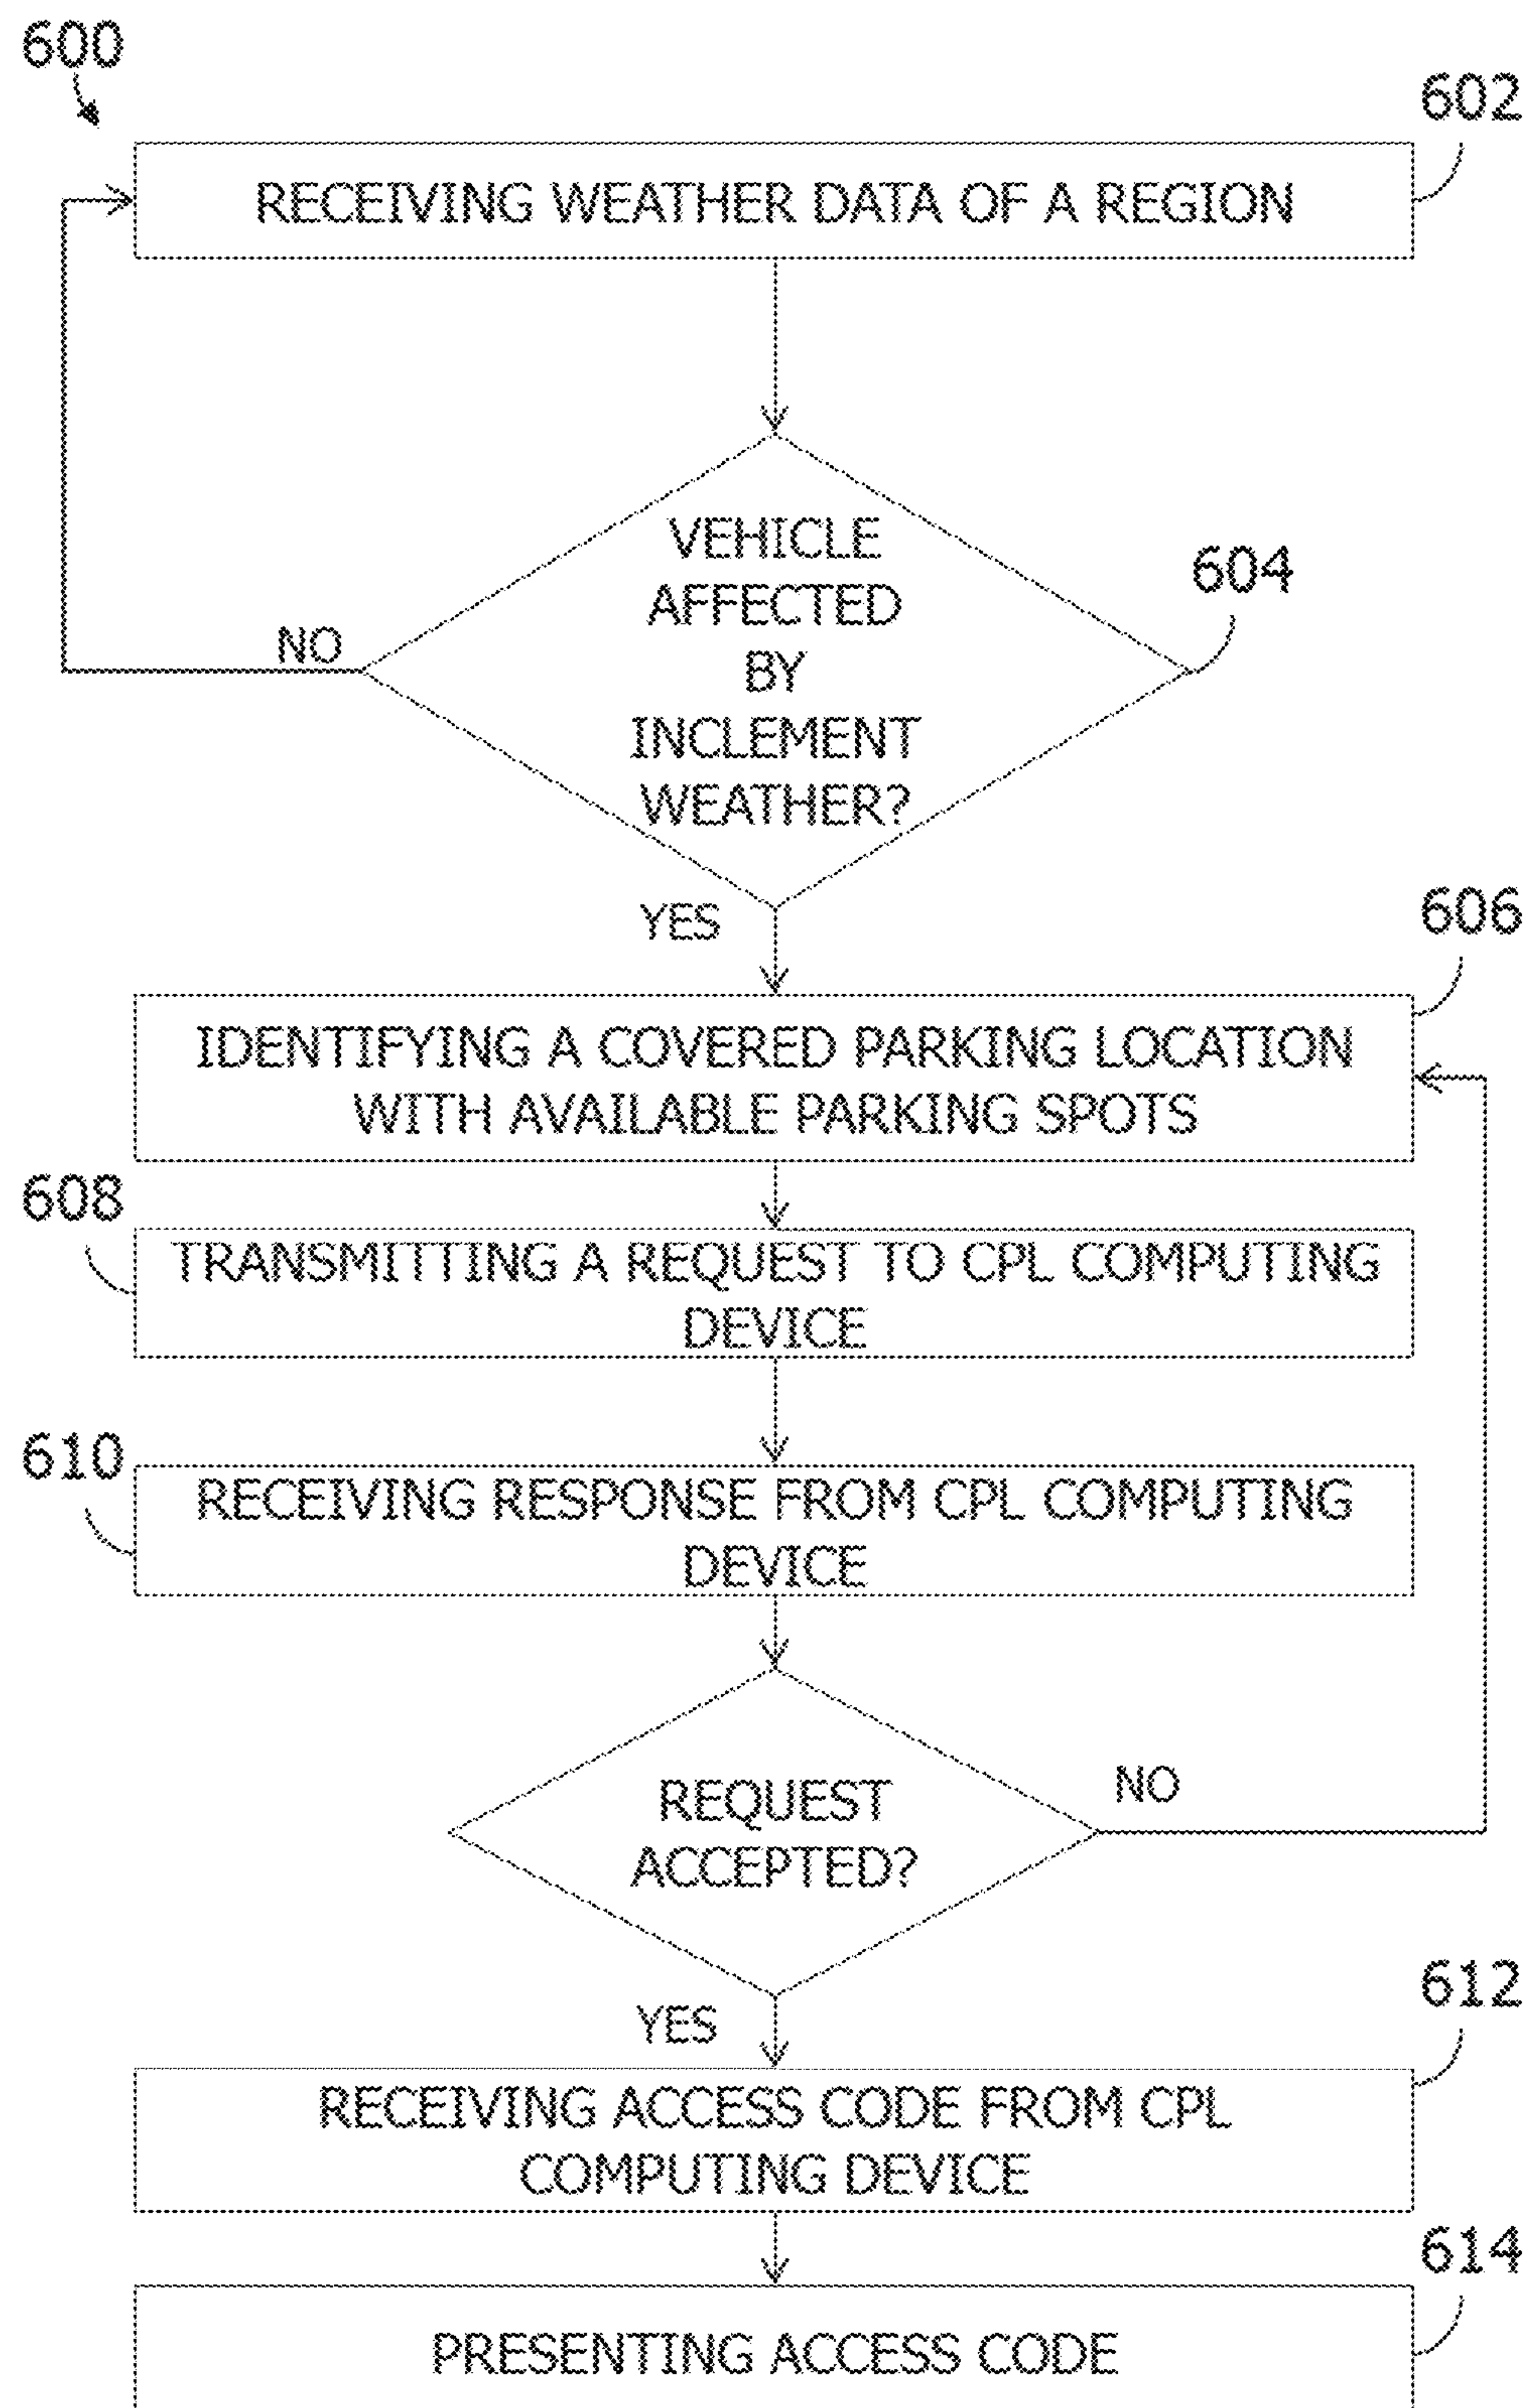 600
602
RECEIVING WEATHER DATA OF A REGION
VEHICLE
AFFECTED
BY
INCLEMENT
WEATHER?
604
NO
YES
606
IDENTIFYING A COVERED PARKING LOCATION
WITH AVAILABLE PARKING SPOTS
608
TRANSMITTING A REQUEST TO CPL COMPUTING
DEVICE
610
RECEIVING RESPONSE FROM CPL COMPUTING
DEVICE
REQUEST
ACCEPTED?
NO
YES
612
RECEIVING ACCESS CODE FROM CPL
COMPUTING DEVICE
614
PRESENTING ACCESS CODE